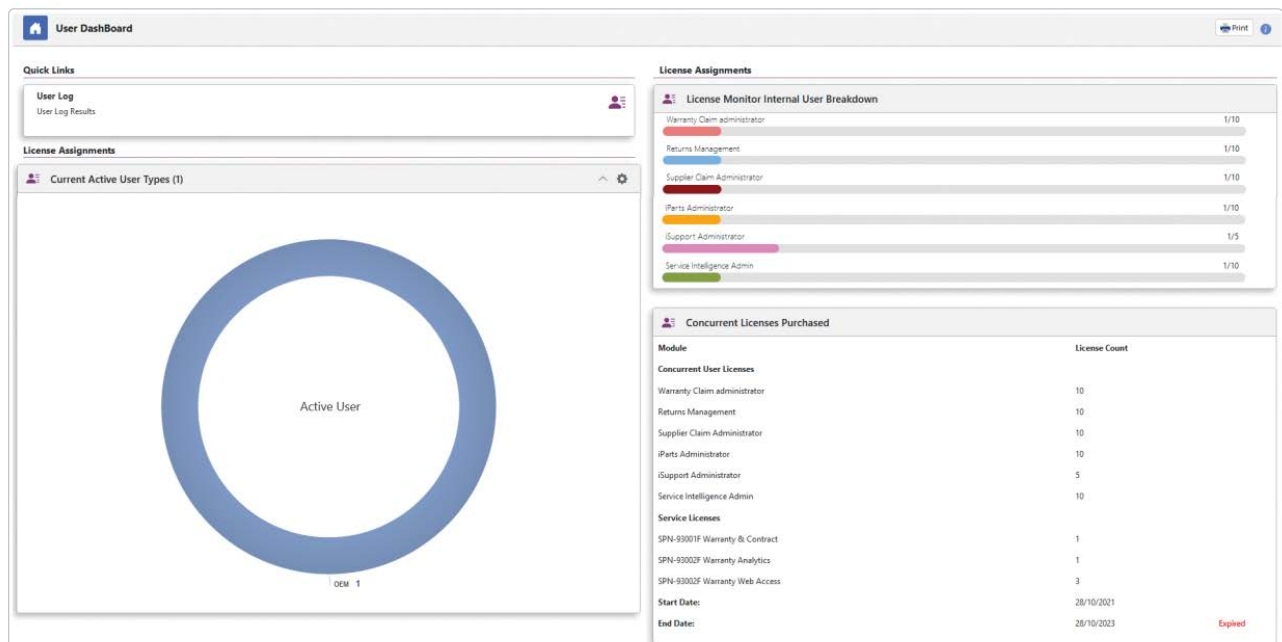 User DashBoard
Print
Quick Links
User Log
User Log Results
License Assignments
Current Active User Types (1)
Active User
OEM 1
License Assignments
License Monitor Internal User Breakdown
Warranty Claim administrator 1/10
Returns Management 1/10
Supplier Claim Administrator 1/10
iParts Administrator 1/10
iSupport Administrator 1/5
Service Intelligence Admin 1/10
Concurrent Licenses Purchased
Module License Count
Concurrent User Licenses
Warranty Claim administrator 10
Returns Management 10
Supplier Claim Administrator 10
iParts Administrator 10
iSupport Administrator 5
Service Intelligence Admin 10
Service Licenses
SPN-93001F Warranty & Contract 1
SPN-93002F Warranty Analytics 1
SPN-93002F Warranty Web Access 3
Start Date: 28/10/2021
End Date: 28/10/2023 Expired